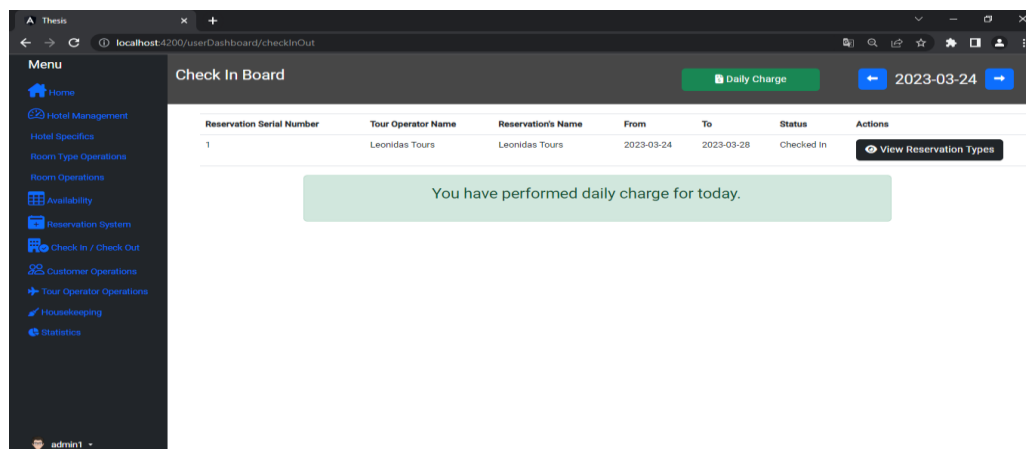 Thesis
localhost:4200/userDashboard/checkInOut
Menu
Home
Hotel Management
Hotel Specifics
Room Type Operations
Room Operations
Availability
Reservation System
Check In / Check Out
Customer Operations
Tour Operator Operations
Housekeeping
Statistics
admin1
Check In Board
Daily Charge
2023-03-24
Reservation Serial Number Tour Operator Name Reservation's Name From To Status Actions
1 Leonidas Tours Leonidas Tours 2023-03-24 2023-03-28 Checked In View Reservation Types
You have performed daily charge for today.